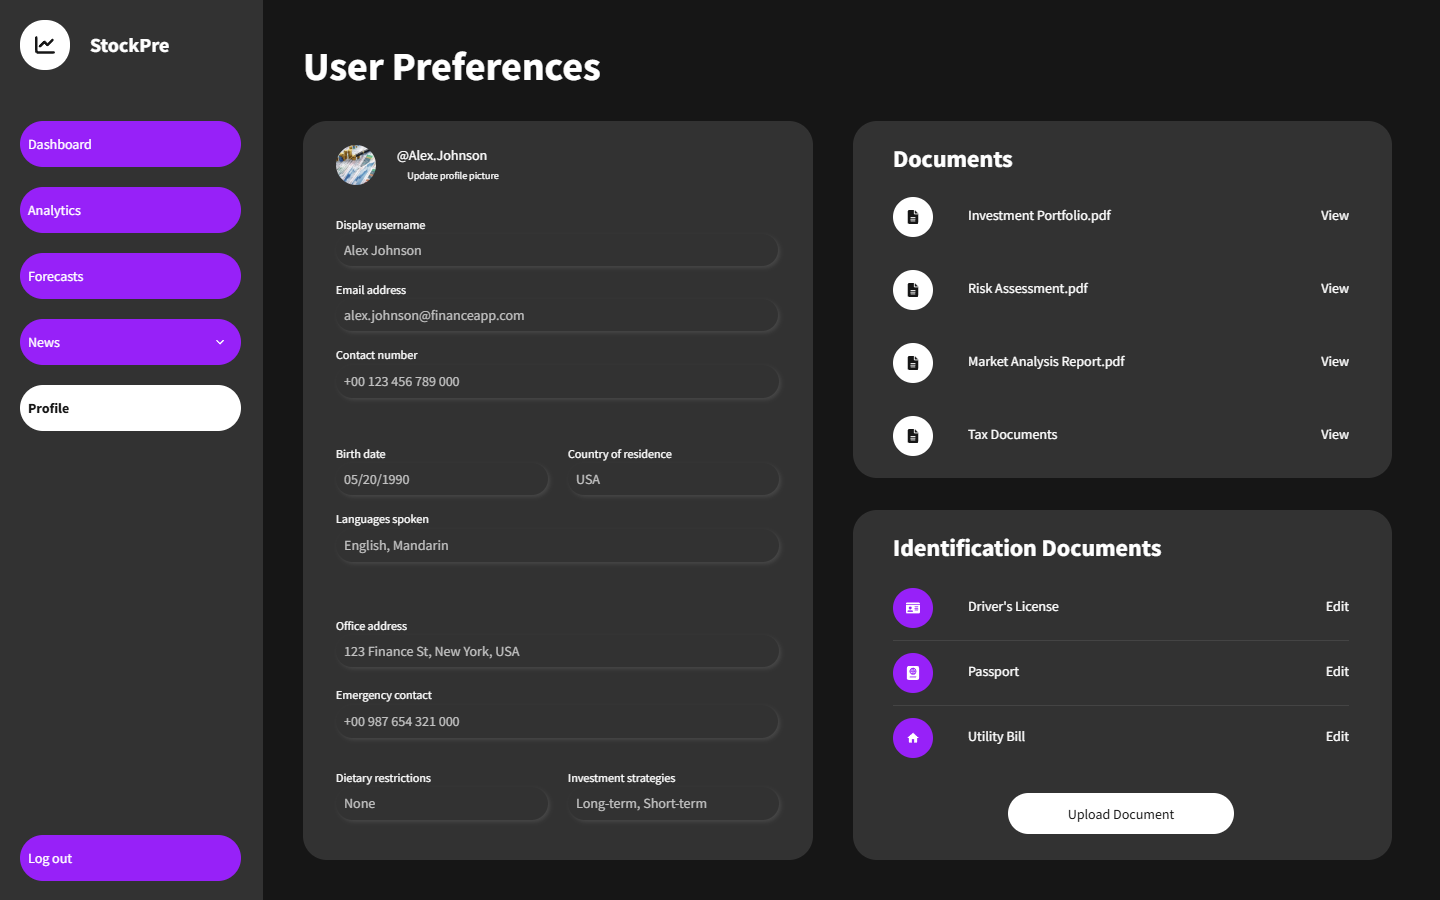 StockPre
Dashboard
Analytics
Forecasts
News
Profile
Log out
User Preferences
@Alex.Johnson
Update profile picture
Display username
Alex Johnson
Email address
alex.johnson@financeapp.com
Contact number
+00 123 456 789 000
Birth date
05/20/1990
Country of residence
USA
Languages spoken
English, Mandarin
Office address
123 Finance St, New York, USA
Emergency contact
+00 987 654 321 000
Dietary restrictions
None
Investment strategies
Long-term, Short-term
Documents
Investment Portfolio.pdf View
Risk Assessment.pdf View
Market Analysis Report.pdf View
Tax Documents View
Identification Documents
Driver's License Edit
Passport Edit
Utility Bill Edit
Upload Document